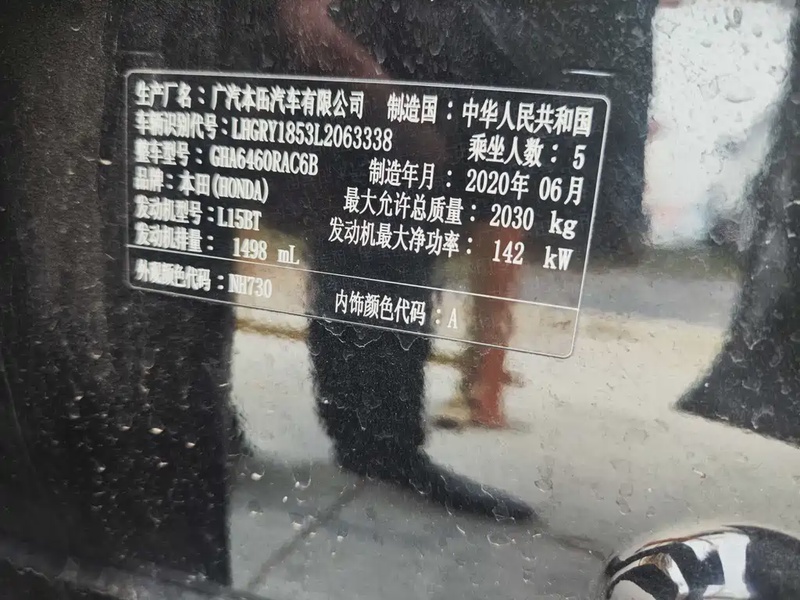 生产厂名：广汽本田汽车有限公司 制造国：中华人民共和国
车辆识别代号：LHGRY1853L2063338 乘坐人数：5
整车型号：GHA6460RAC6B 制造年月：2020年 06月
品牌：本田(HONDA) 最大允许总质量：2030 kg
发动机型号：L15BT 发动机最大净功率：142 kW
发动机排量：1498 mL
外观颜色代码：NH730 内饰颜色代码：A